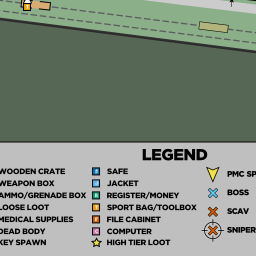 LEGEND
WOODEN CRATE
WEAPON BOX
AMMO/GRENADE BOX
LOOSE LOOT
MEDICAL SUPPLIES
DEAD BODY
KEY SPAWN
SAFE
JACKET
REGISTER/MONEY
SPORT BAG/TOOLBOX
FILE CABINET
COMPUTER
HIGH TIER LOOT
PMC SP
BOSS
SCAV
SNIPER